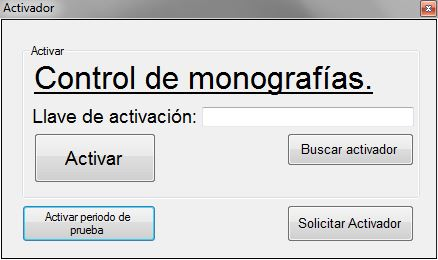 Activador
Activar
Control de monografías.
Llave de activación:
Activar
Buscar activador
Activar periodo de
prueba
Solicitar Activador